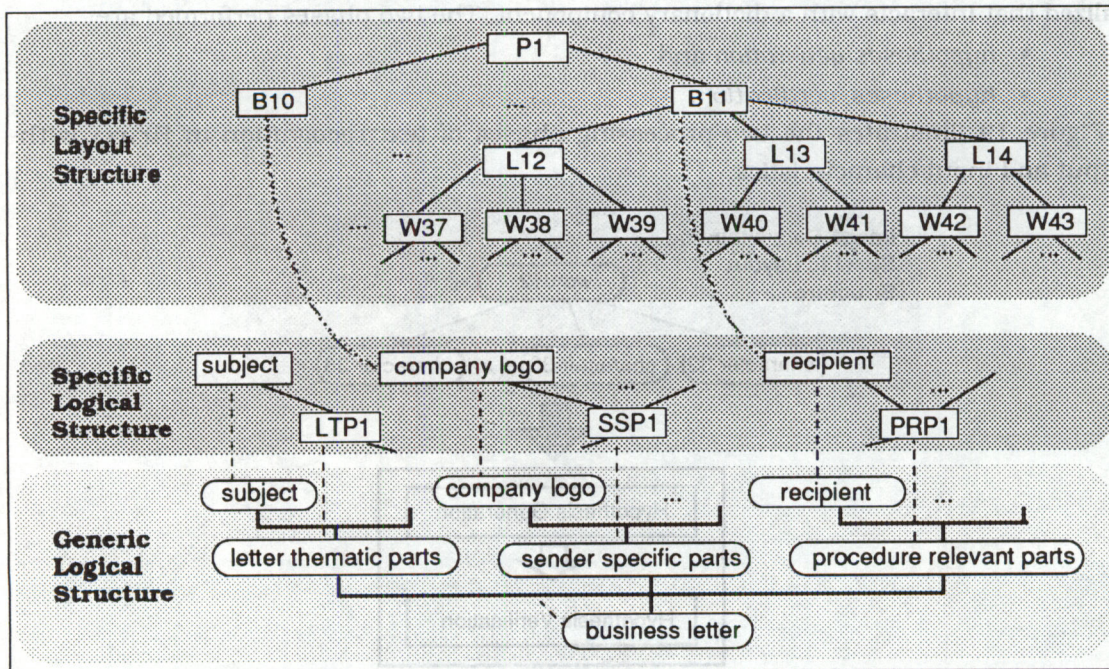 P1
B10 ... B11
Specific
Layout
Structure
... L12 L13 L14
... W37 W38 W39 W40 W41 W42 W43
... ... ... ... ... ... ...
Specific
Logical
Structure
subject company logo ... recipient ...
LTP1 SSP1 PRP1
Generic
Logical
Structure
subject company logo ... recipient ...
letter thematic parts sender specific parts procedure relevant parts
business letter